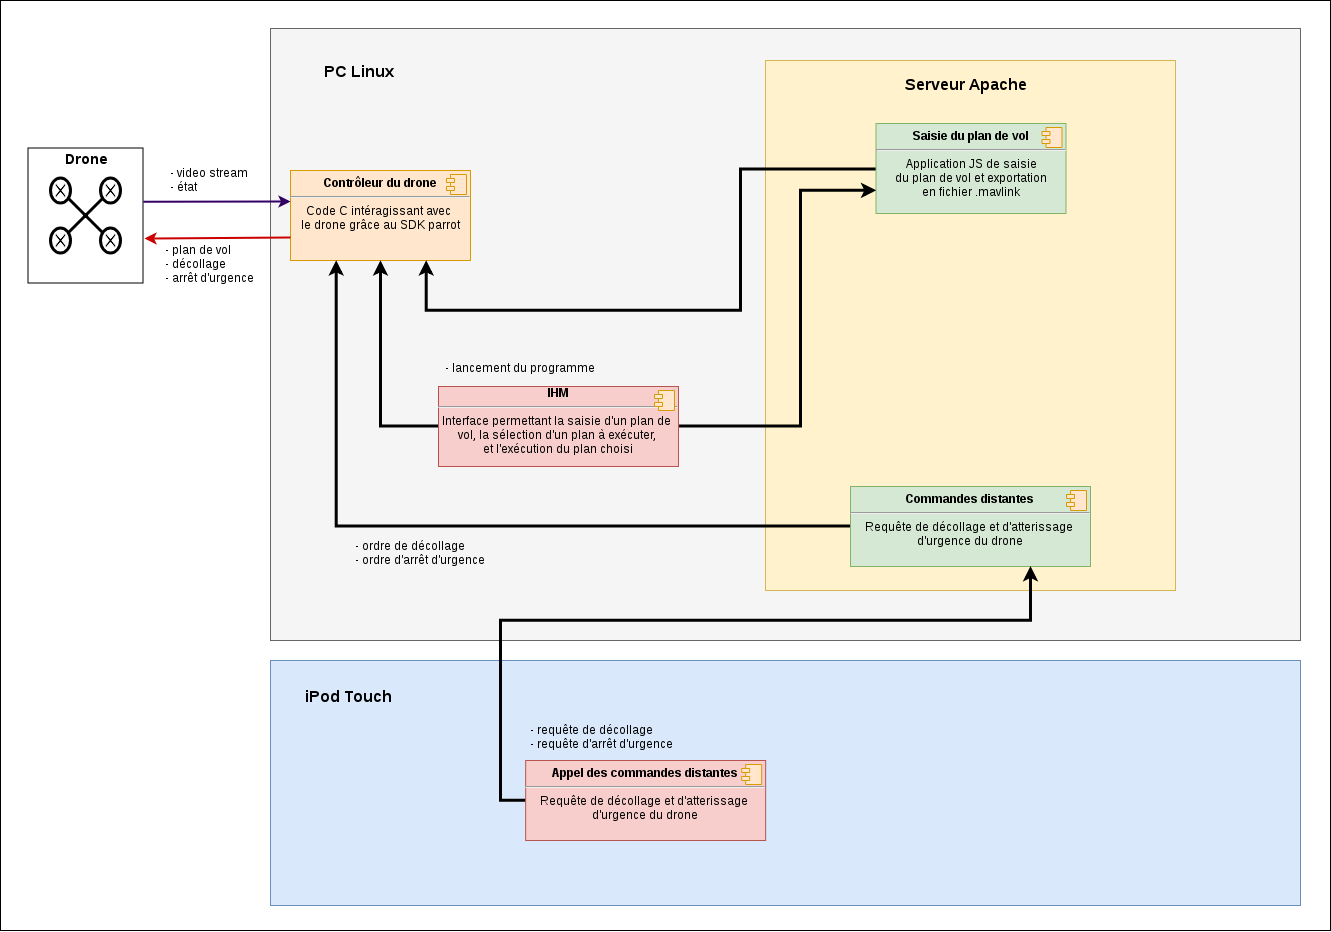 PC Linux
Serveur Apache
Saisie du plan de vol
Application JS de saisie
du plan de vol et exportation
en fichier .mavlink
Drone
- video stream
- état
- plan de vol
- décollage
- arrêt d'urgence
Contrôleur du drone
Code C intéragissant avec
le drone grâce au SDK parrot
- lancement du programme
IHM
Interface permettant la saisie d'un plan de
vol, la sélection d'un plan à exécuter,
et l'exécution du plan choisi
Commandes distantes
Requête de décollage et d'atterissage
d'urgence du drone
- ordre de décollage
- ordre d'arrêt d'urgence
iPod Touch
- requête de décollage
- requête d'arrêt d'urgence
Appel des commandes distantes
Requête de décollage et d'atterissage
d'urgence du drone